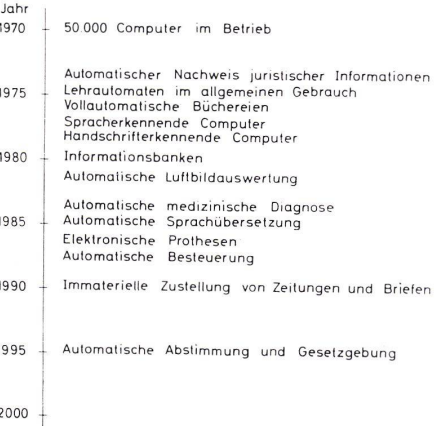 Jahr
1970 50.000 Computer im Betrieb
Automatischer Nachweis juristischer Informationen
1975 Lehrautomaten im allgemeinen Gebrauch
Vollautomatische Büchereien
Spracherkennende Computer
Handschrifterkennende Computer
1980 Informationsbanken
Automatische Luftbildauswertung
Automatische medizinische Diagnose
1985 Automatische Sprachübersetzung
Elektronische Prothesen
Automatische Besteuerung
1990 Immaterielle Zustellung von Zeitungen und Briefen
1995 Automatische Abstimmung und Gesetzgebung
2000